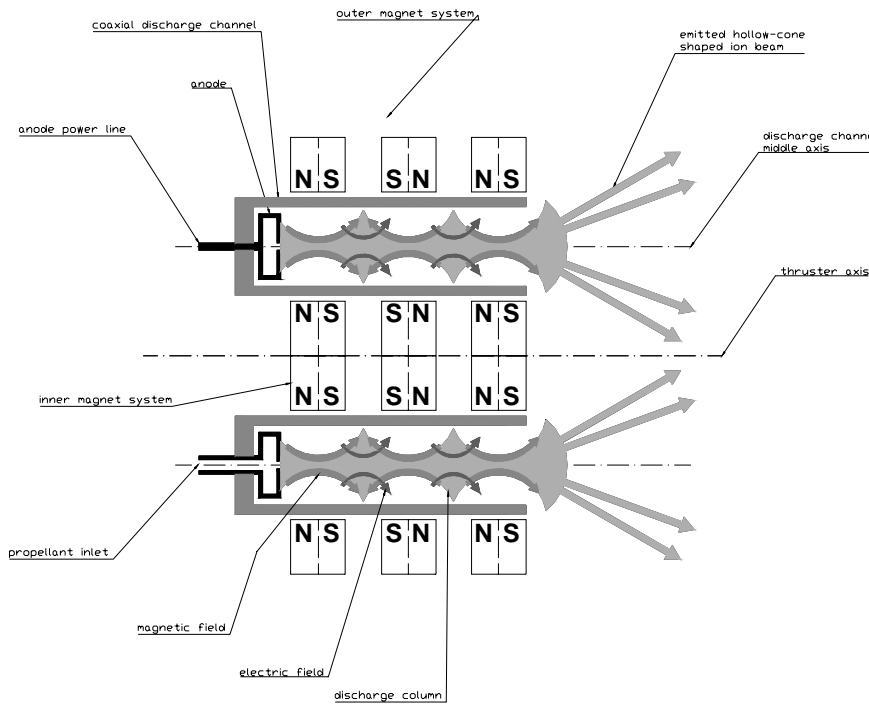 outer magnet system
coaxial discharge channel
emitted hollow-cone
shaped ion beam
anode
anode power line
discharge chann
middle axis
N S S N N S
thruster axis
N S S N N S
N S S N N S
inner magnet system
N S S N N S
propellant inlet
magnetic field
electric field
discharge column